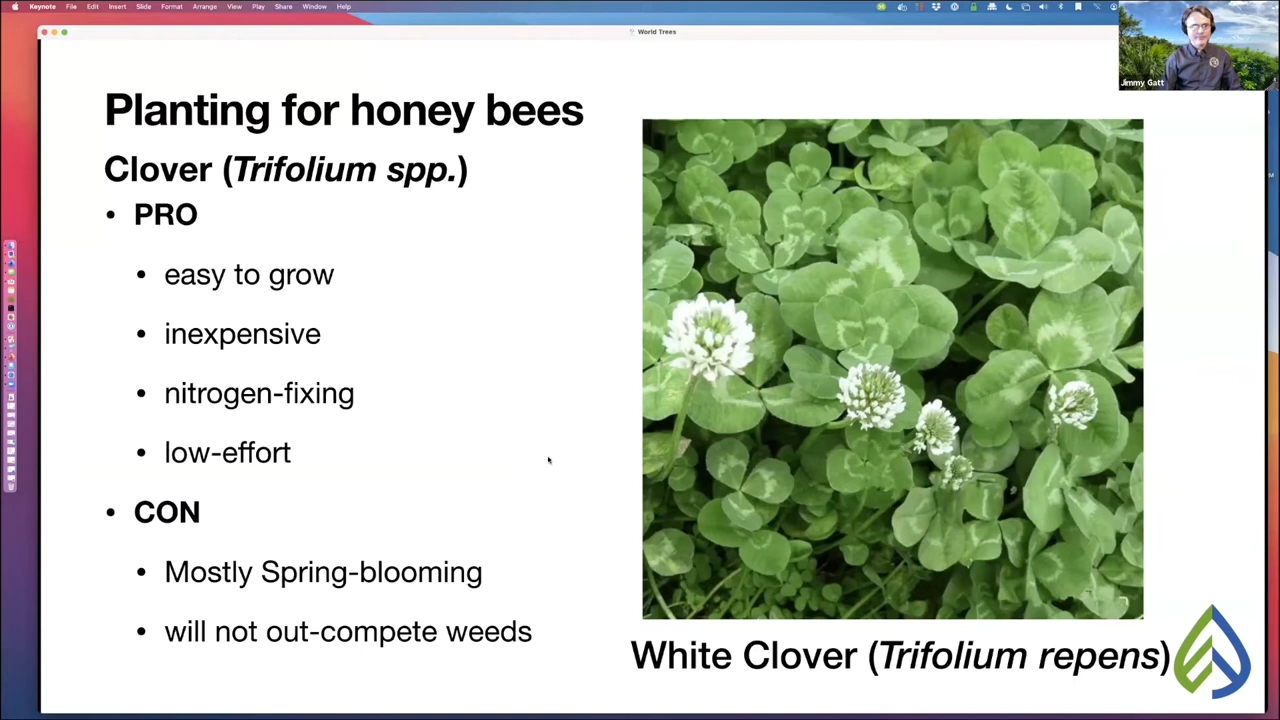 Keynote File Edit Insert Slide Format Arrange View Play Share Window Help
World Trees
Jimmy Gatt
Planting for honey bees
Clover (Trifolium spp.)
• PRO
• easy to grow
• inexpensive
• nitrogen-fixing
• low-effort
• CON
• Mostly Spring-blooming
• will not out-compete weeds
White Clover (Trifolium repens)